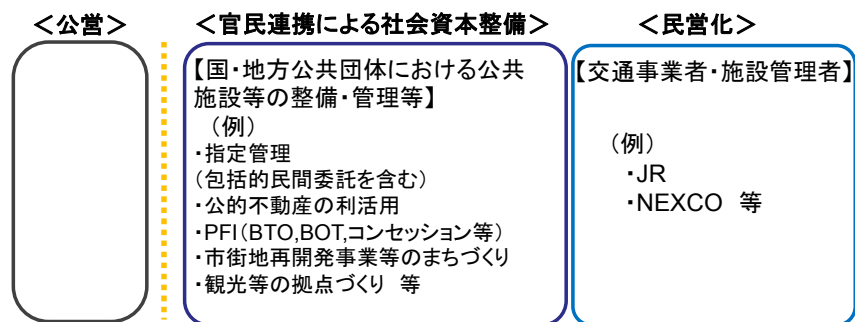 ＜公営＞
＜官民連携による社会資本整備＞
＜民営化＞
【国・地方公共団体における公共
施設等の整備・管理等】
（例）
・指定管理
(包括的民間委託を含む)
・公的不動産の利活用
・PFI(BTO,BOT,コンセッション等)
・市街地再開発事業等のまちづくり
・観光等の拠点づくり　等
【交通事業者・施設管理者】
（例）
・JR
・NEXCO　等